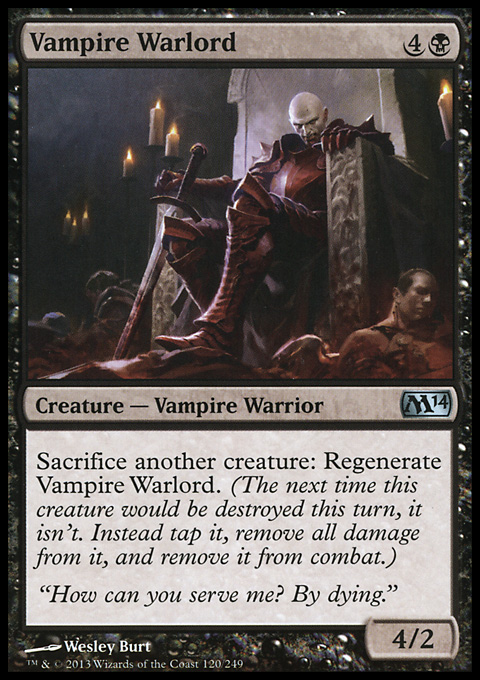 Vampire Warlord 4
Creature — Vampire Warrior M14
Sacrifice another creature: Regenerate
Vampire Warlord. (The next time this
creature would be destroyed this turn, it
isn't. Instead tap it, remove all damage
from it, and remove it from combat.)
“How can you serve me? By dying.”
Wesley Burt
™ & © 2013 Wizards of the Coast 120/249
4/2